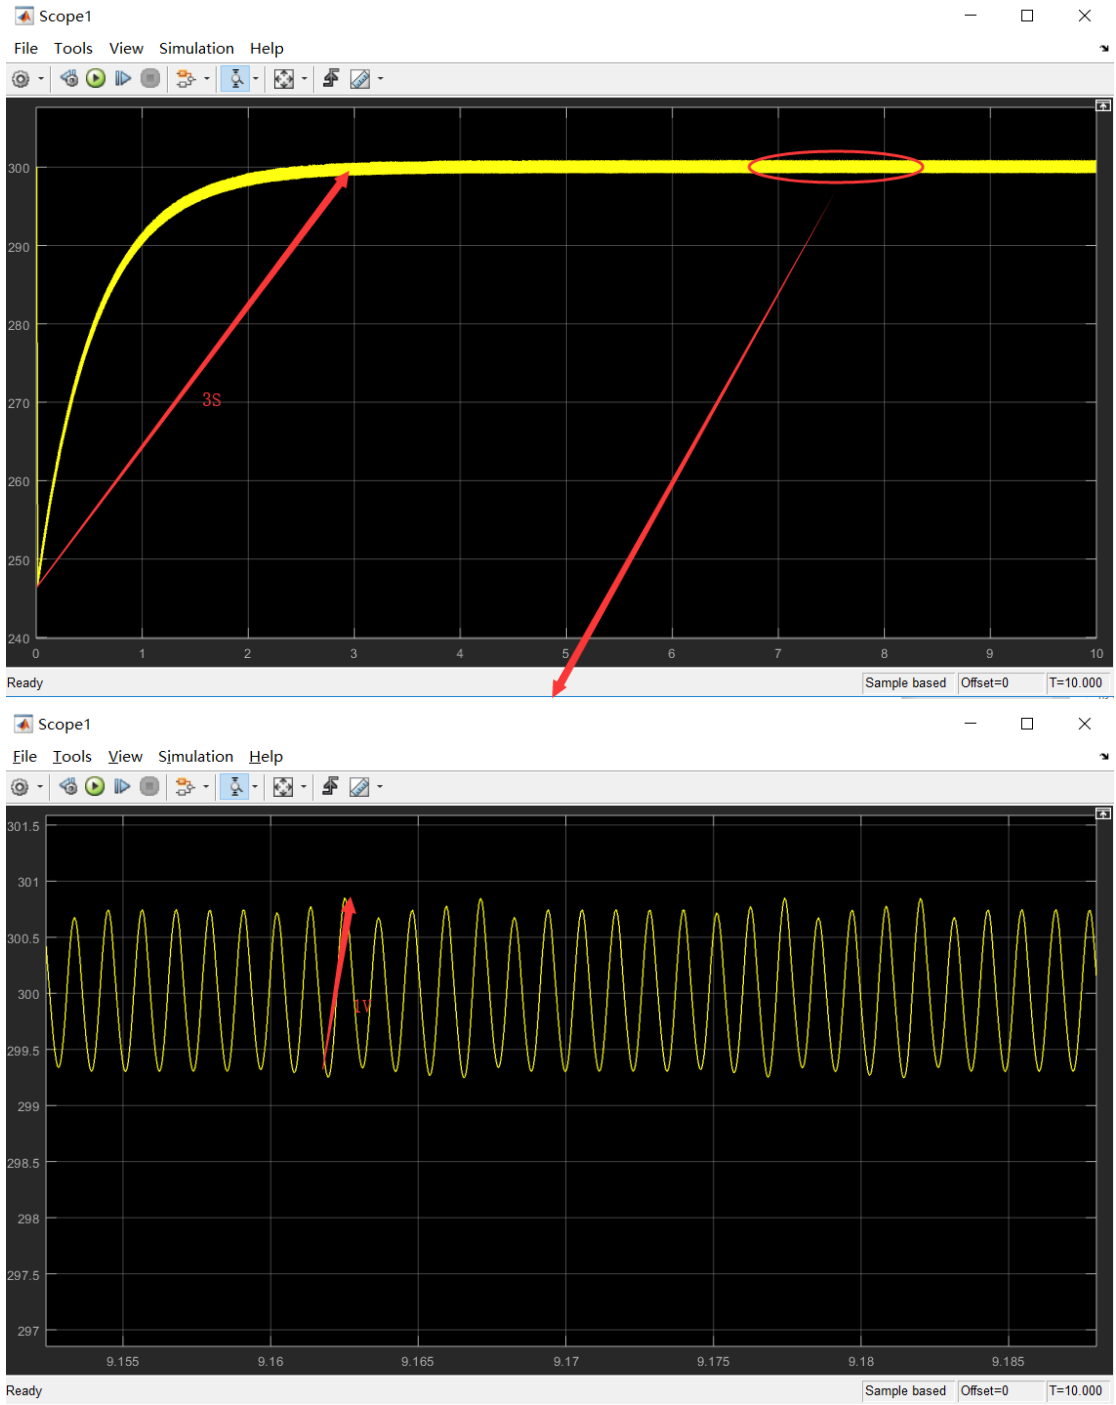 Scope1
File Tools View Simulation Help
300
290
280
270
260
250
240
0 1 2 3 4 5 6 7 8 9 10
3S
Ready Sample based Offset=0 T=10.000
Scope1
File Tools View Simulation Help
301.5
301
300.5
300
299.5
299
298.5
298
297.5
297
9.155 9.16 9.165 9.17 9.175 9.18 9.185
1V
Ready Sample based Offset=0 T=10.000